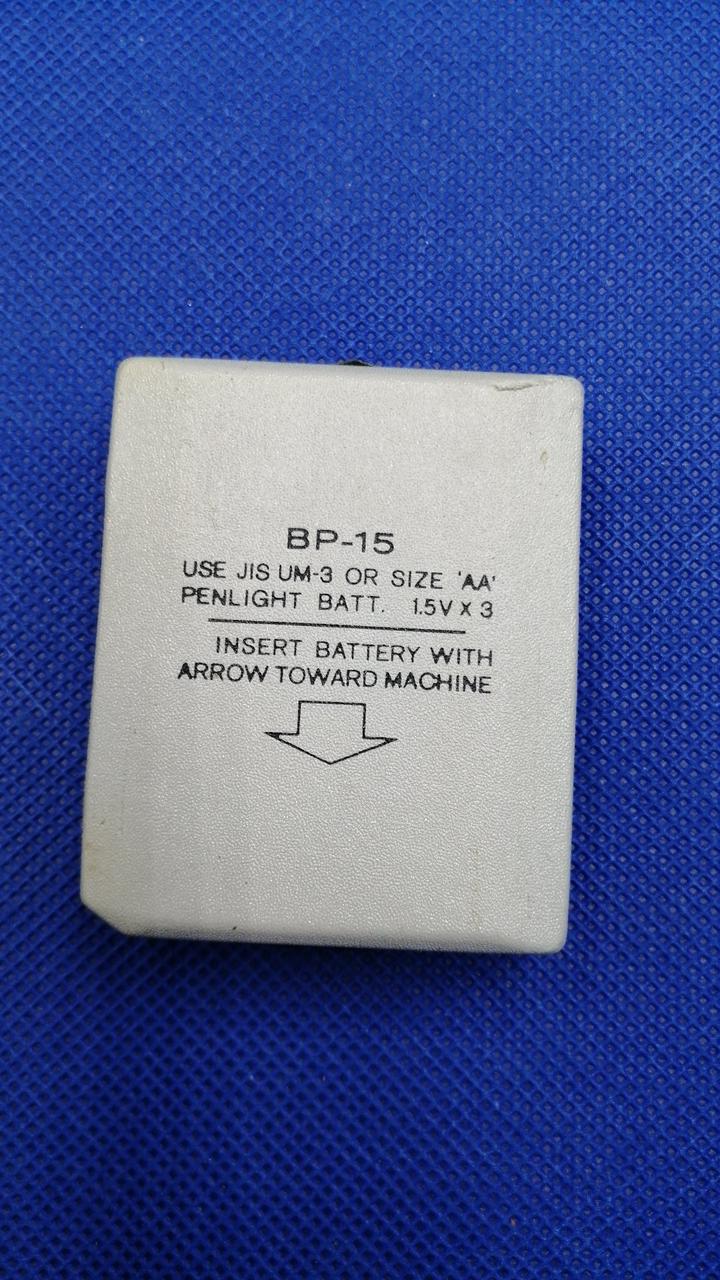 BP-15
USE JIS UM-3 OR SIZE 'AA'
PENLIGHT BATT. 1.5V X 3
INSERT BATTERY WITH
ARROW TOWARD MACHINE